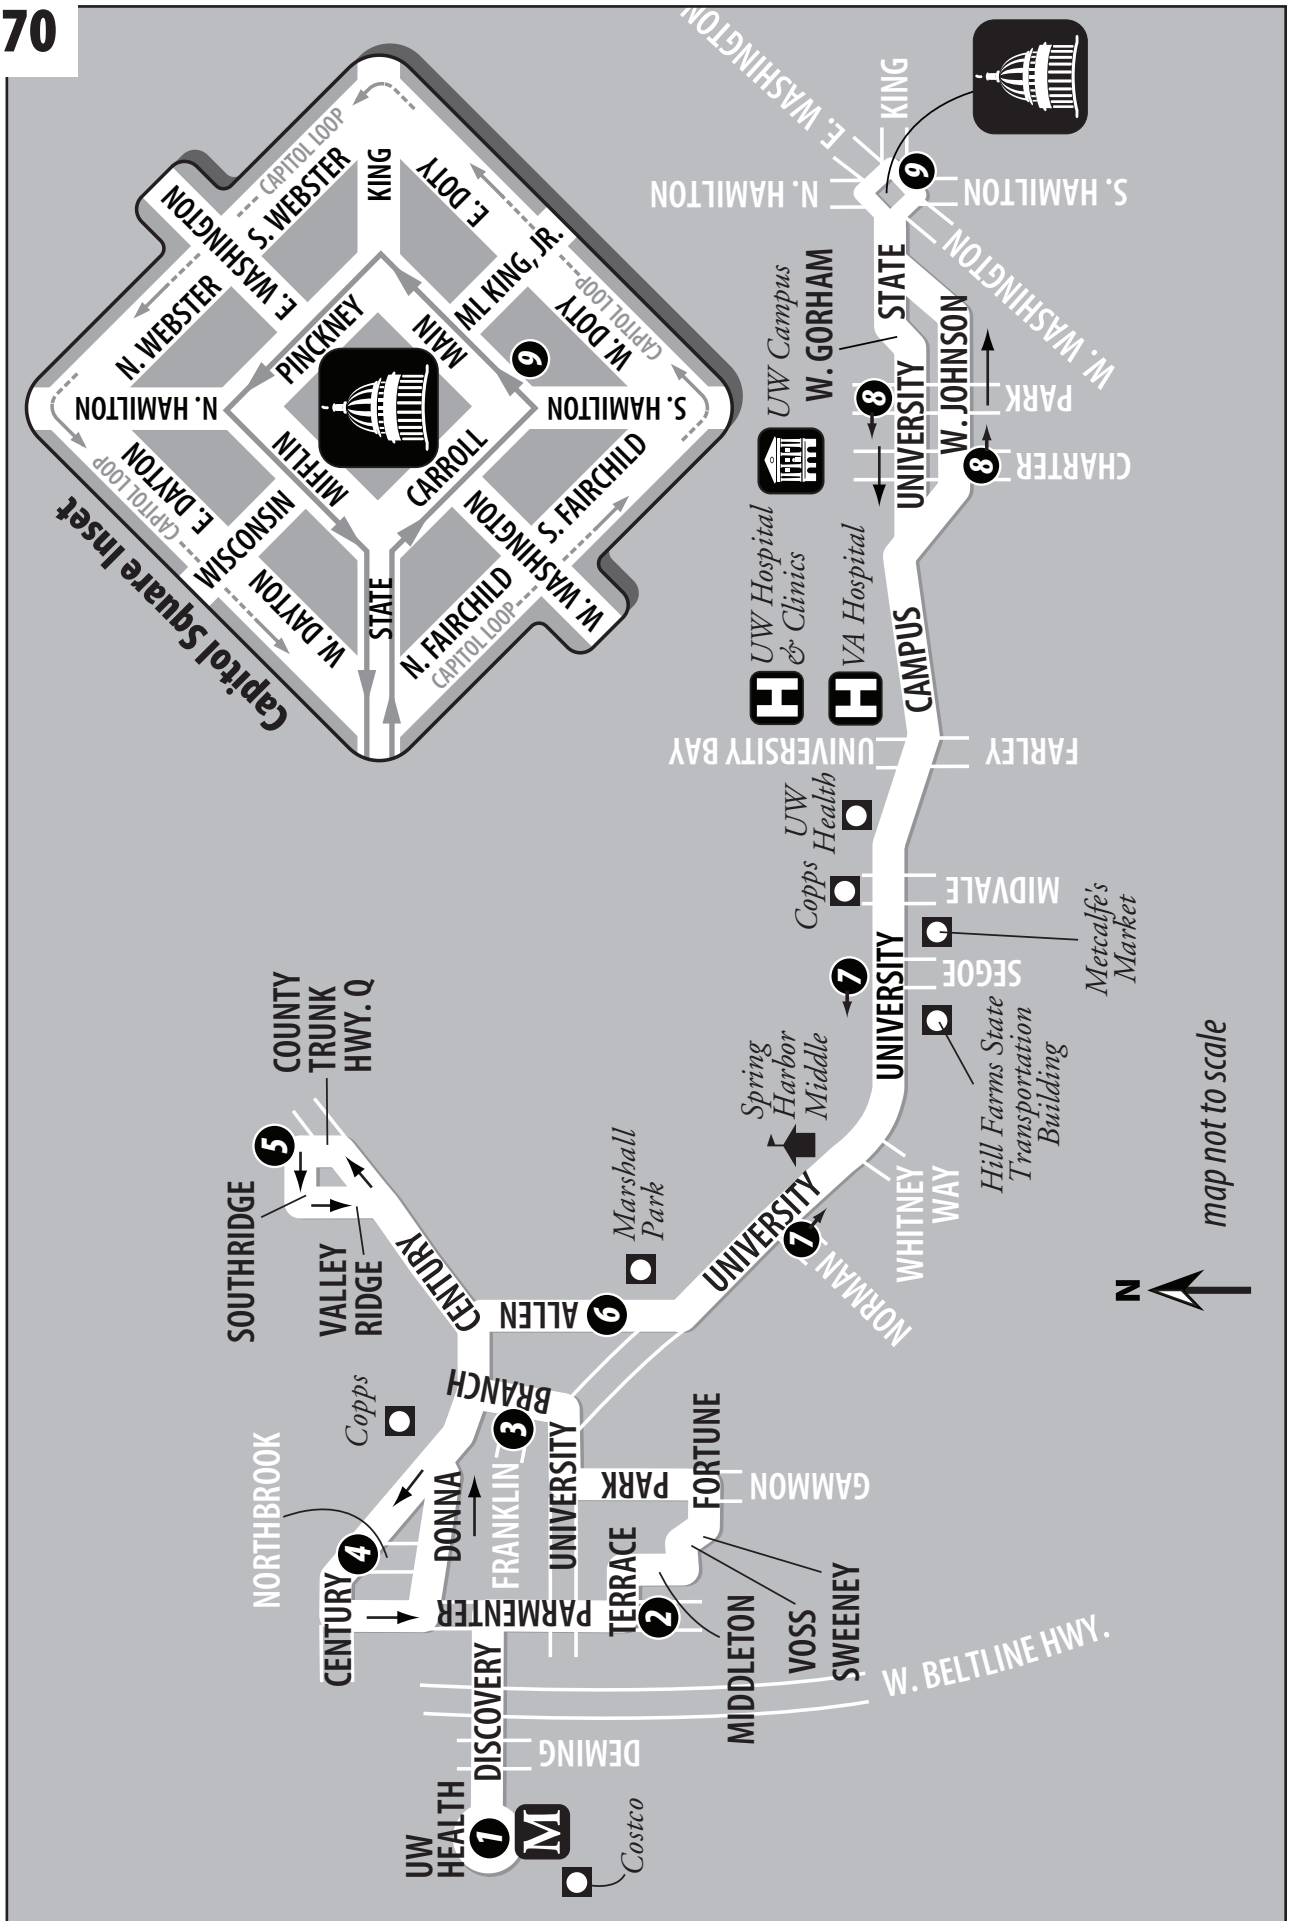 70
Capitol Square Inset
CAPITOL LOOP
S. WEBSTER
KING
E. DOTY
E. WASHINGTON
N. WEBSTER
PINCKNEY
MAIN
ML KING, JR.
W. DOTY
CAPITOL LOOP
9
N. HAMILTON
S. HAMILTON
E. DAYTON
CAPITOL LOOP
MIFFLIN
CARROLL
WISCONSIN
W. DAYTON
STATE
N. FAIRCHILD
S. FAIRCHILD
W. WASHINGTON
CAPITOL LOOP
E. WASHINGTON
KING
N. HAMILTON
S. HAMILTON
9
W. WASHINGTON
STATE
UW Campus
W. GORHAM
8
UNIVERSITY
W. JOHNSON
PARK
8
CHARTER
H
UW Hospital
& Clinics
H
VA Hospital
CAMPUS
UNIVERSITY BAY
FARLEY
UW
Health
Copps
MIDVALE
Metcalfe's
Market
7
UNIVERSITY
SEGOE
Hill Farms State
Transportation
Building
Spring
Harbor
Middle
WHITNEY
WAY
UNIVERSITY
7
NORMAN
Marshall
Park
ALLEN
6
COUNTY
TRUNK
HWY. Q
5
SOUTHRIDGE
VALLEY
RIDGE
CENTURY
Copps
BRANCH
3
FRANKLIN
UNIVERSITY
PARK
FORTUNE
GAMMON
NORTHBROOK
4
DONNA
CENTURY
PARMENTER
TERRACE
2
MIDDLETON
VOSS
SWEENEY
W. BELTLINE HWY.
DISCOVERY
DEMING
UW
HEALTH
1
M
Costco
N
map not to scale